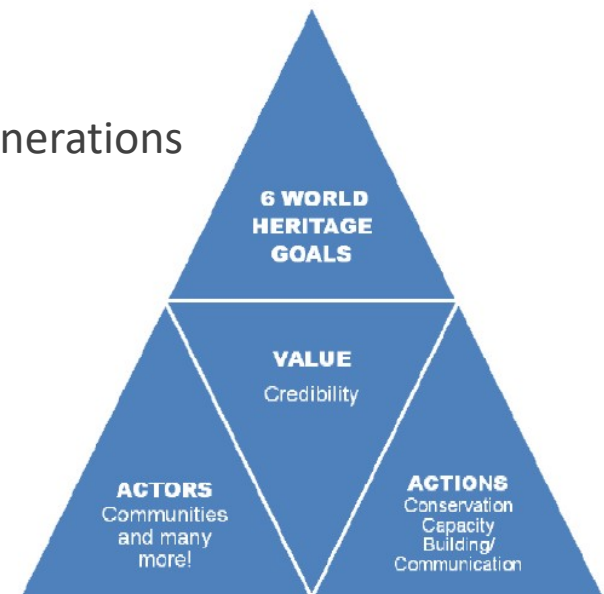 nerations
6 WORLD
HERITAGE
GOALS
VALUE
Credibility
ACTORS
Communities
and many
more!
ACTIONS
Conservation
Capacity
Building/
Communication